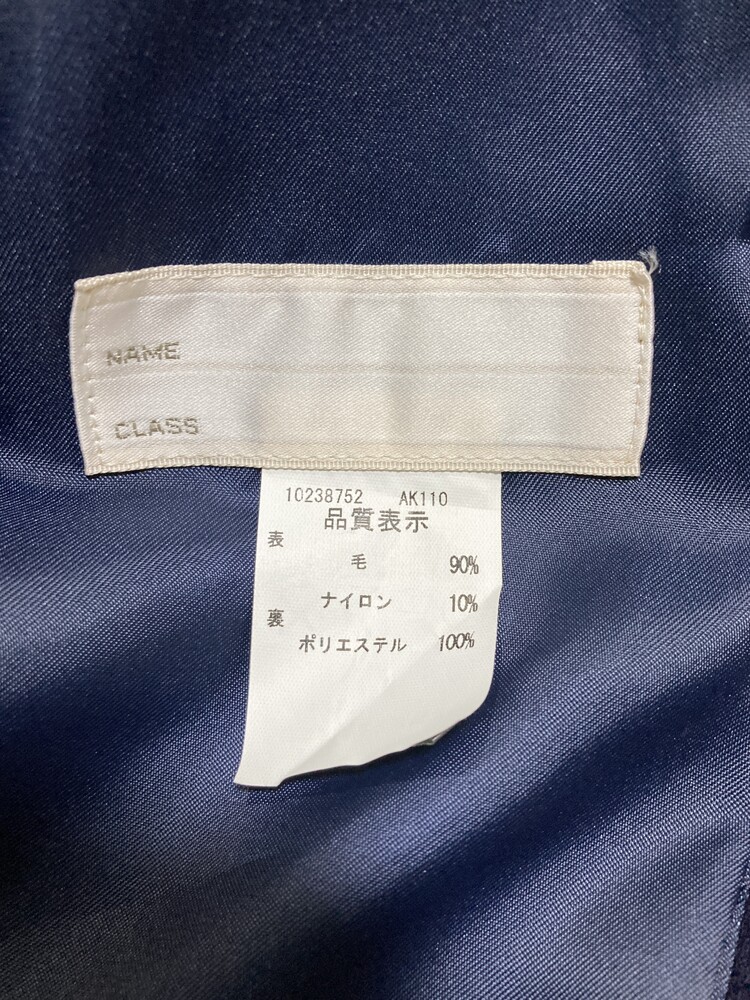 NAME
CLASS
10238752 AK110
品質表示
表
毛 90%
ナイロン 10%
裏
ポリエステル 100%